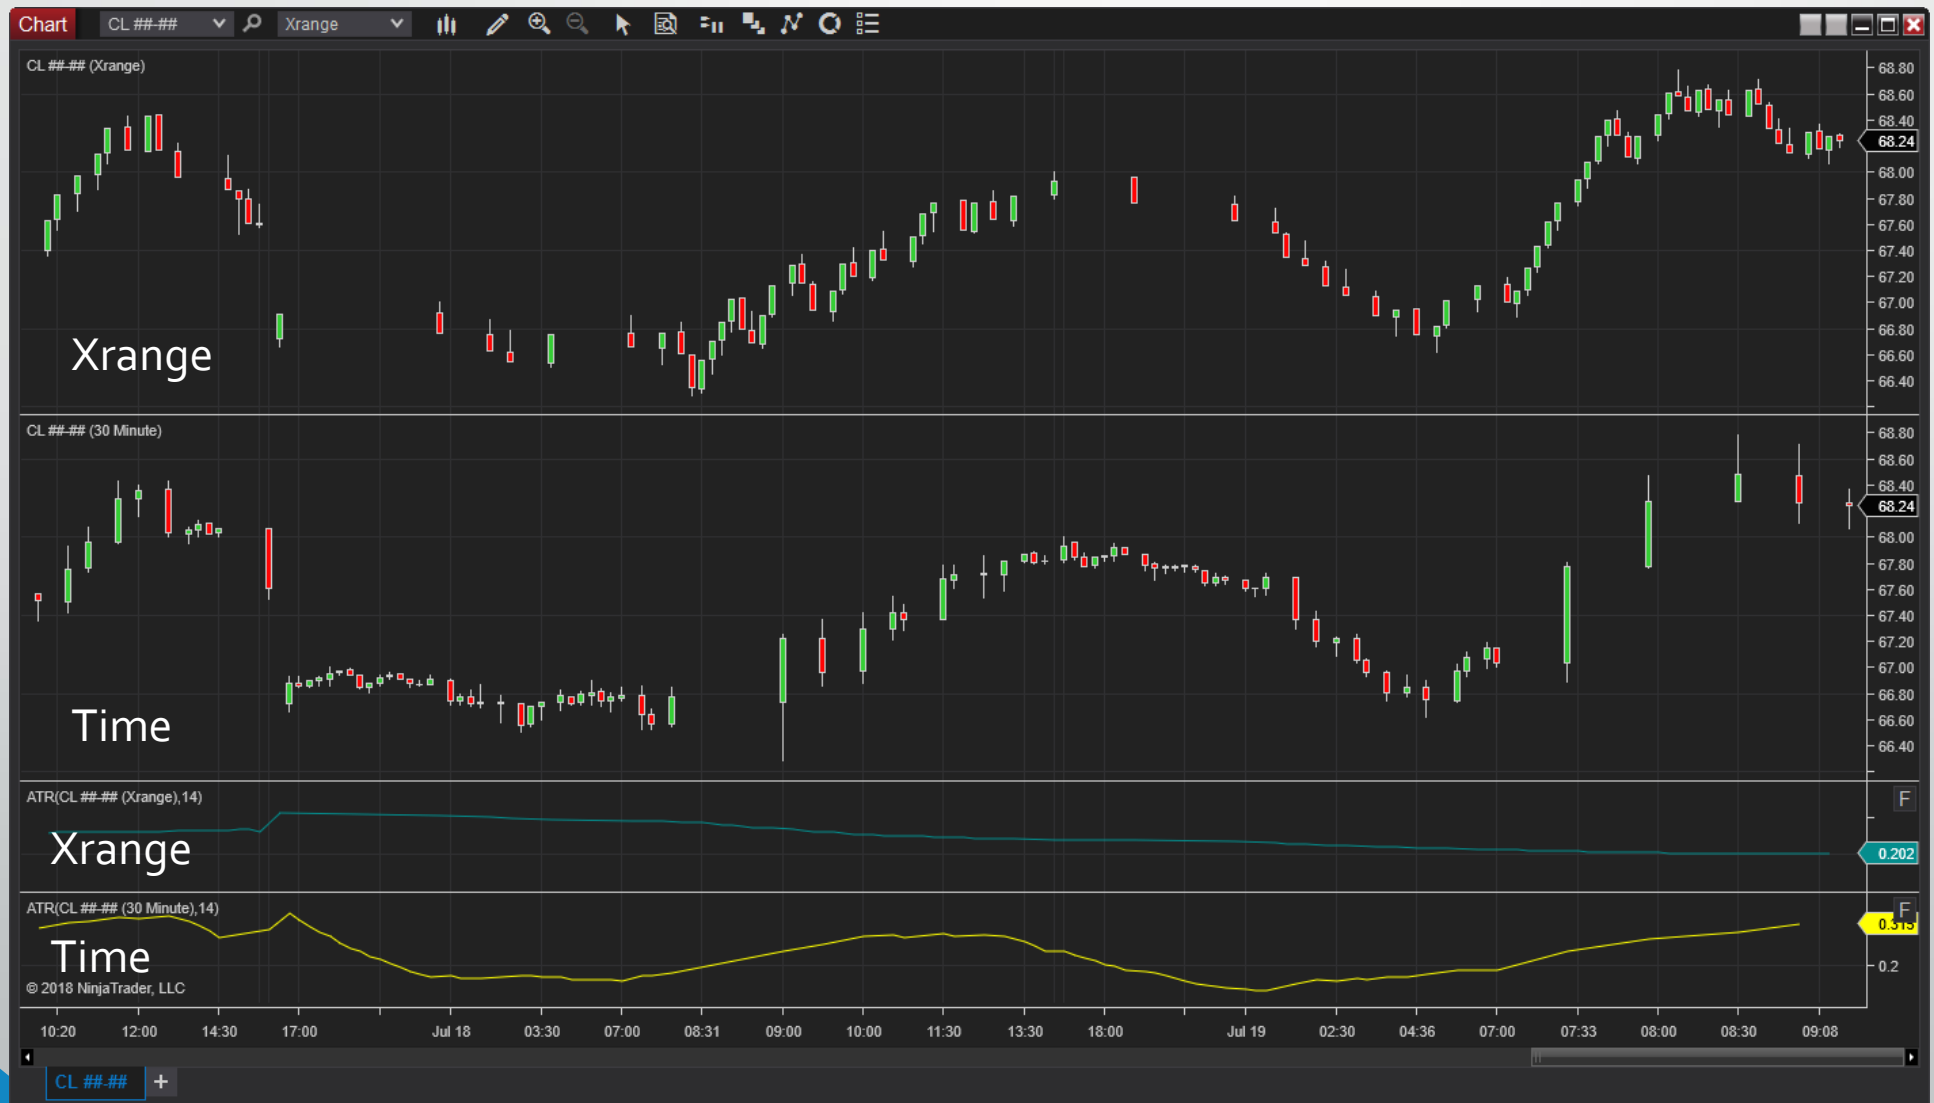 Chart CL ##-## Xrange
CL ##-## (Xrange)
68.80
68.60
68.40
68.24
68.00
67.80
67.60
67.40
67.20
67.00
66.80
66.60
66.40
Xrange
CL ##-## (30 Minute)
68.80
68.60
68.40
68.24
68.00
67.80
67.60
67.40
67.20
67.00
66.80
66.60
66.40
Time
ATR(CL ##-## (Xrange),14)
F
Xrange
0.202
ATR(CL ##-## (30 Minute),14)
F
0.315
Time
0.2
© 2018 NinjaTrader, LLC
10:20 12:00 14:30 17:00 Jul 18 03:30 07:00 08:31 09:00 10:00 11:30 13:30 18:00 Jul 19 02:30 04:36 07:00 07:33 08:00 08:30 09:08
CL ##-## +